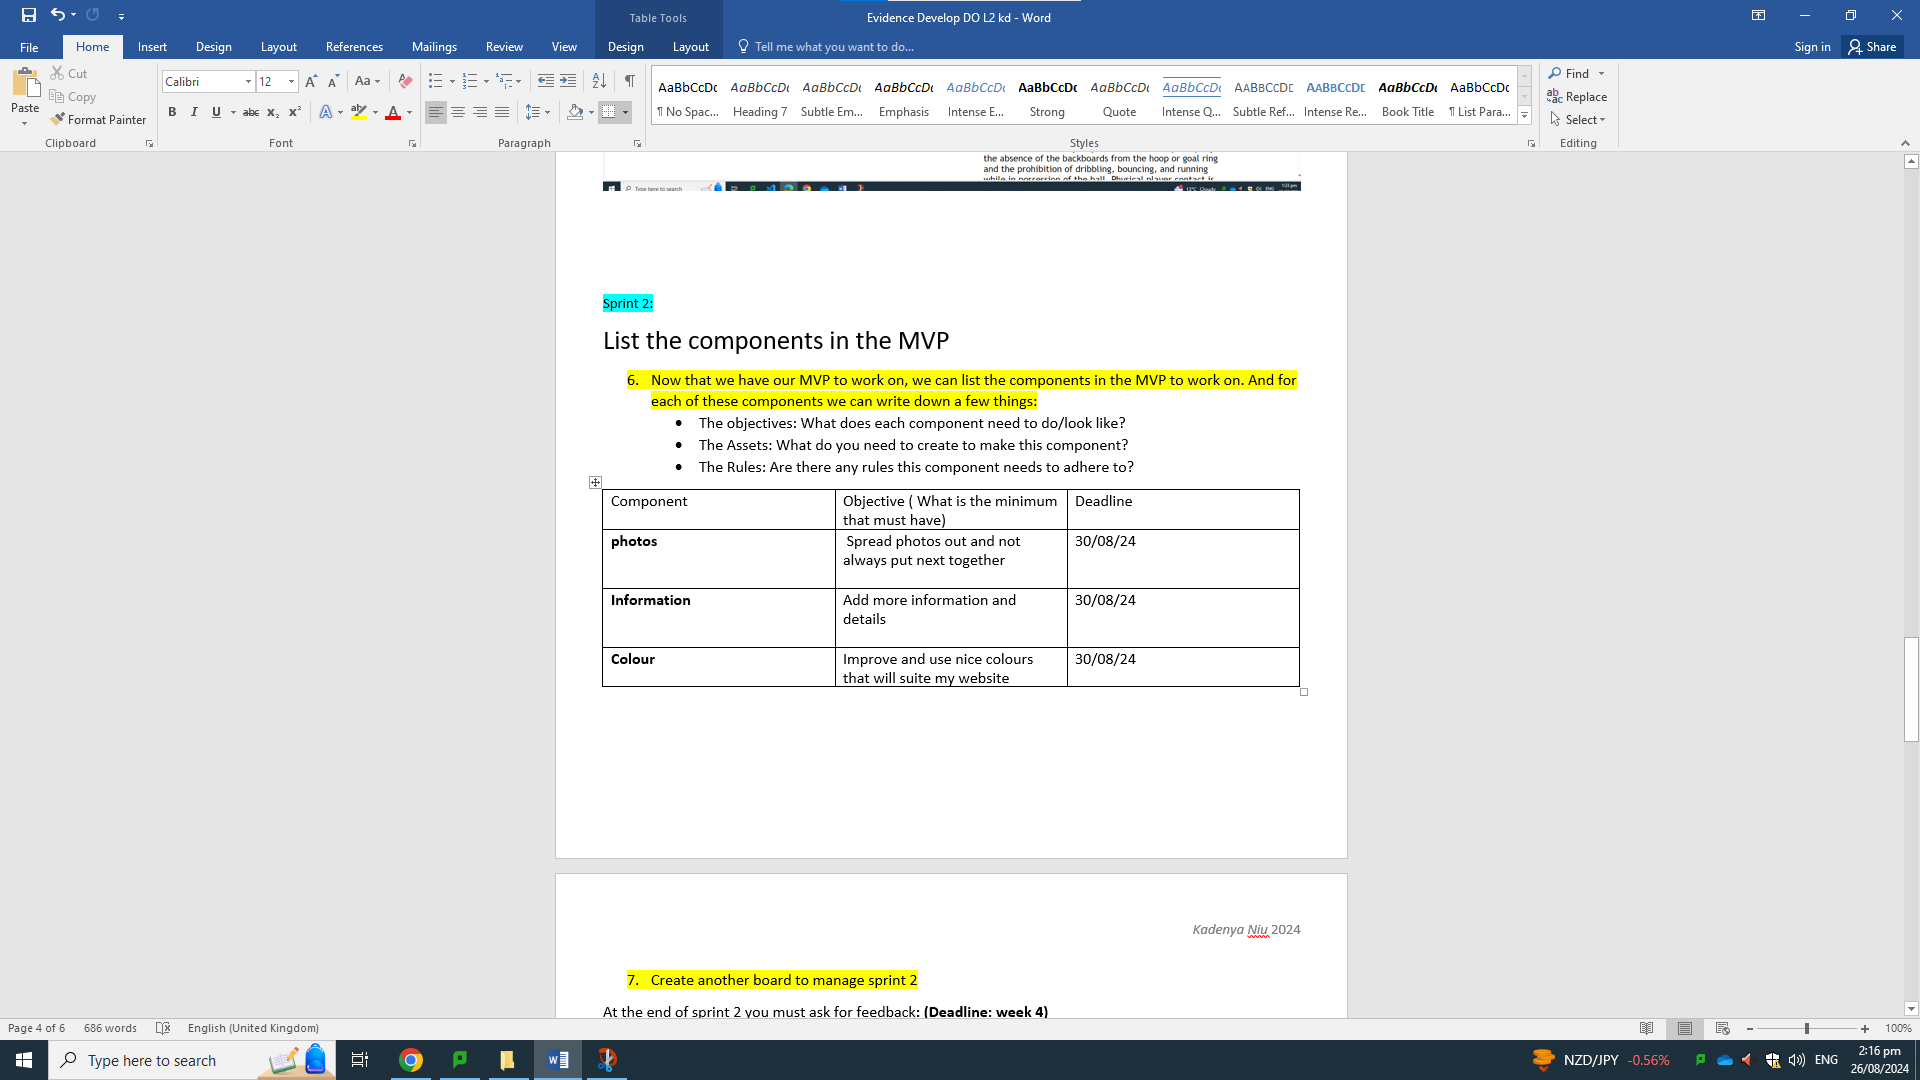 Table Tools
Evidence Develop DO L2 kd - Word
File Home Insert Design Layout References Mailings Review View Design Layout Tell me what you want to do... Sign in Share
Paste Cut Copy Format Painter Clipboard
Calibri 12 Font
Paragraph
AaBbCcDc AaBbCcDc AaBbCcDc AaBbCcDc AaBbCcDc AaBbCcDc AaBbCcDc AaBbCcDc AABBCCDE AABBCCDE AaBbCcDc AaBbCcDc
¶ No Spac... Heading 7 Subtle Em... Emphasis Intense E... Strong Quote Intense Q... Subtle Ref... Intense Re... Book Title ¶ List Para...
Styles
Find
Replace
Select
Editing
the absence of the backboards from the hoop or goal ring
and the prohibition of dribbling, bouncing, and running
while in possession of the ball. Physical player contact is
Type here to search 13°C Cloudy ENG 1:23 pm
Sprint 2:
List the components in the MVP
6. Now that we have our MVP to work on, we can list the components in the MVP to work on. And for
each of these components we can write down a few things:
• The objectives: What does each component need to do/look like?
• The Assets: What do you need to create to make this component?
• The Rules: Are there any rules this component needs to adhere to?
Component Objective ( What is the minimum Deadline
that must have)
photos Spread photos out and not 30/08/24
always put next together
Information Add more information and 30/08/24
details
Colour Improve and use nice colours 30/08/24
that will suite my website
Kadenya Niu 2024
7. Create another board to manage sprint 2
At the end of sprint 2 you must ask for feedback: (Deadline: week 4)
Page 4 of 6 686 words English (United Kingdom) 100%
Type here to search NZD/JPY -0.56% ENG 2:16 pm
26/08/2024